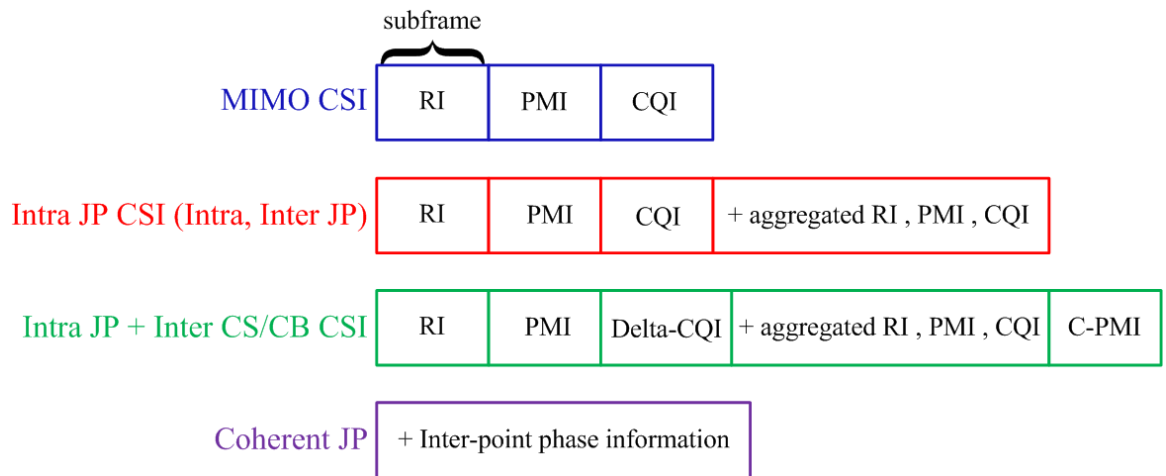 subframe
MIMO CSI RI PMI CQI
Intra JP CSI (Intra, Inter JP) RI PMI CQI + aggregated RI , PMI , CQI
Intra JP + Inter CS/CB CSI RI PMI Delta-CQI + aggregated RI , PMI , CQI C-PMI
Coherent JP + Inter-point phase information